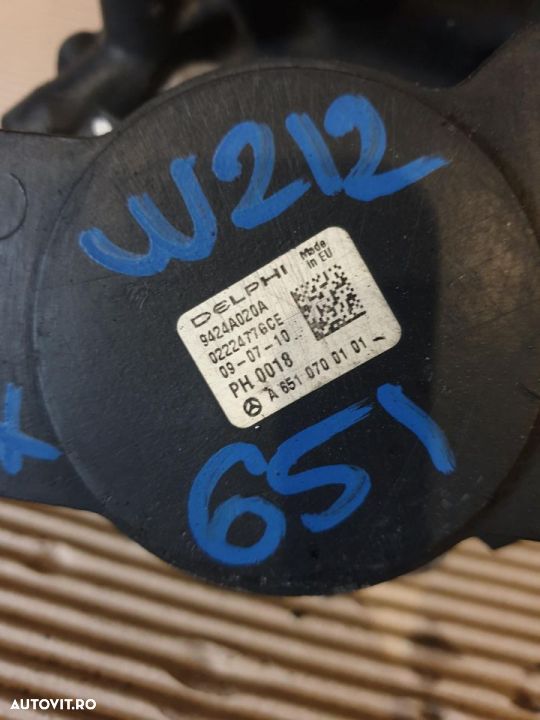 W212
DELPHI
Made
in EU
9424A020A
0222477GCE
09-07-10
PH 0018
A 651 070 01 01
651
x
AUTOVIT.RO